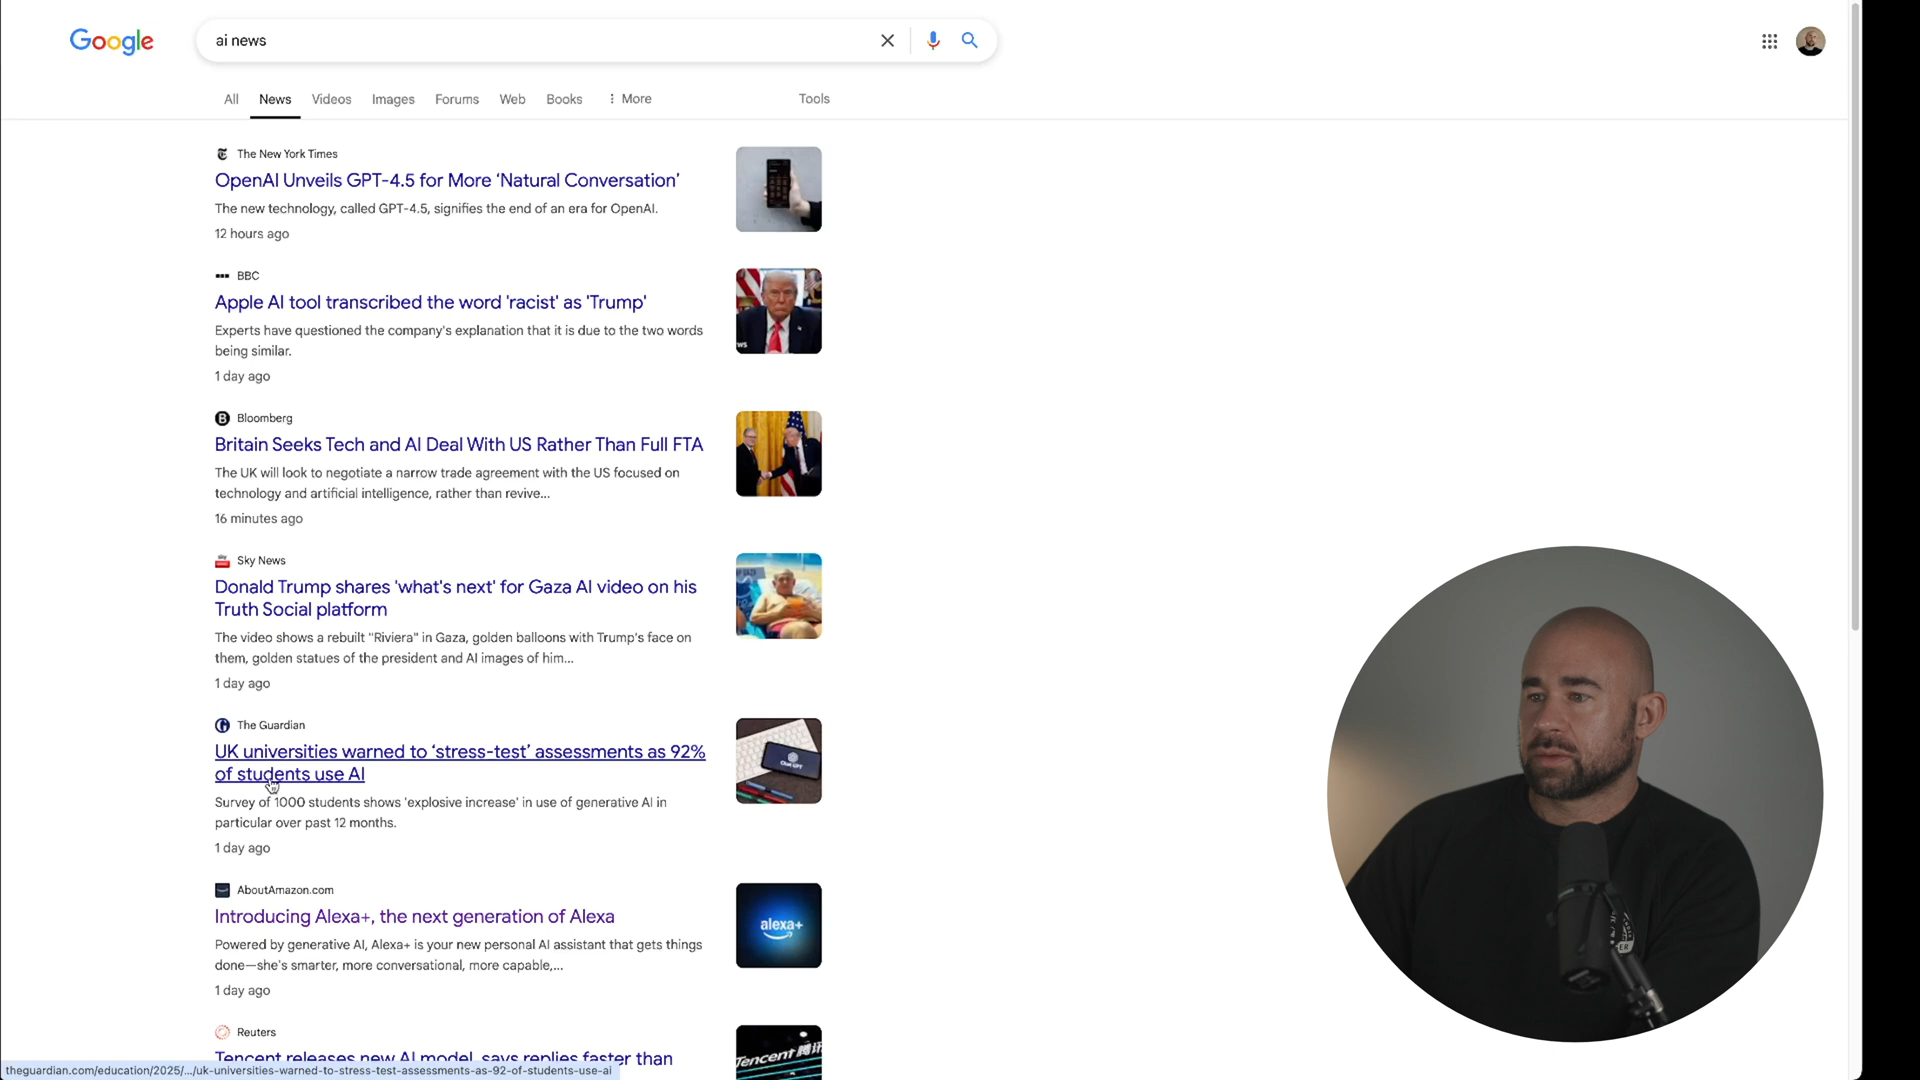 Google
ai news
All News Videos Images Forums Web Books More Tools
The New York Times
OpenAI Unveils GPT-4.5 for More ‘Natural Conversation’
The new technology, called GPT-4.5, signifies the end of an era for OpenAI.
12 hours ago
BBC
Apple AI tool transcribed the word 'racist' as 'Trump'
Experts have questioned the company's explanation that it is due to the two words
being similar.
1 day ago
ws
Bloomberg
Britain Seeks Tech and AI Deal With US Rather Than Full FTA
The UK will look to negotiate a narrow trade agreement with the US focused on
technology and artificial intelligence, rather than revive...
16 minutes ago
Sky News
Donald Trump shares 'what's next' for Gaza AI video on his
Truth Social platform
The video shows a rebuilt "Riviera" in Gaza, golden balloons with Trump's face on
them, golden statues of the president and AI images of him...
1 day ago
The Guardian
UK universities warned to ‘stress-test’ assessments as 92%
of students use AI
Survey of 1000 students shows 'explosive increase' in use of generative AI in
particular over past 12 months.
1 day ago
AboutAmazon.com
Introducing Alexa+, the next generation of Alexa
Powered by generative AI, Alexa+ is your new personal AI assistant that gets things
done—she's smarter, more conversational, more capable,...
1 day ago
alexa+
Reuters
Tencent releases new AI model, says replies faster than
Tencent 腾讯
theguardian.com/education/2025/.../uk-universities-warned-to-stress-test-assessments-as-92-of-students-use-ai